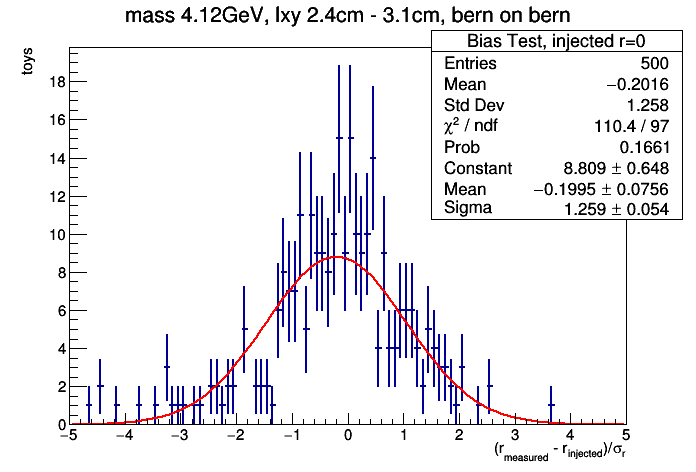 mass 4.12GeV, lxy 2.4cm - 3.1cm, bern on bern
Bias Test, injected r=0
Entries 500
Mean −0.2016
Std Dev 1.258
χ² / ndf 110.4 / 97
Prob 0.1661
Constant 8.809 ± 0.648
Mean −0.1995 ± 0.0756
Sigma 1.259 ± 0.054
toys
18
16
14
12
10
8
6
4
2
0
−5 −4 −3 −2 −1 0 1 2 3 4 5
(r_measured - r_injected)/σ_r